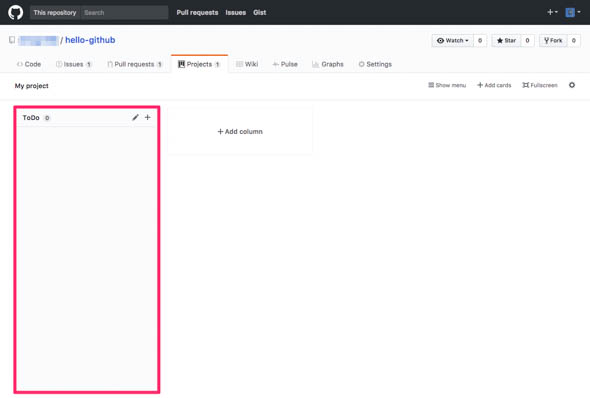 This repository Search Pull requests Issues Gist
/ hello-github Watch 0 Star 0 Fork 0
Code Issues 1 Pull requests 1 Projects 1 Wiki Pulse Graphs Settings
My project Show menu Add cards Fullscreen
ToDo 0
Add column